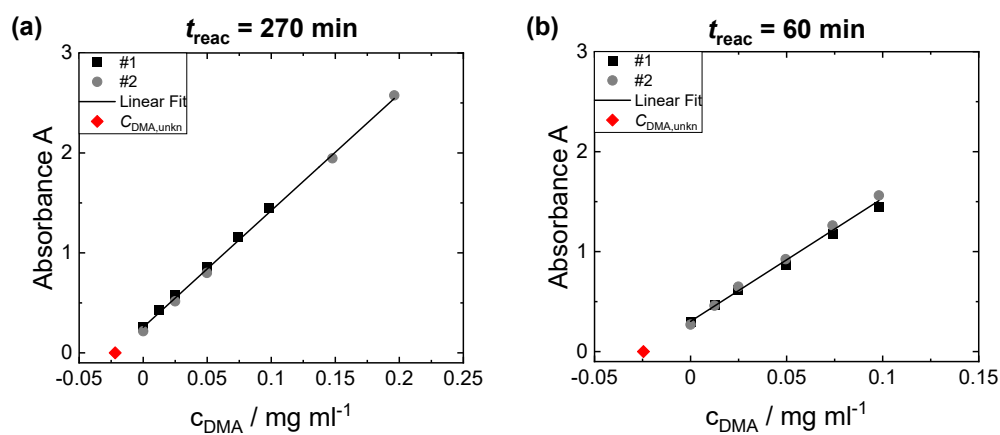 (a)
t_reac = 270 min
#1
#2
Linear Fit
C_DMA,unkn
Absorbance A
3
2
1
0
-0.05
0
0.05
0.1
0.15
0.2
0.25
c_DMA / mg ml⁻¹
(b)
t_reac = 60 min
#1
#2
Linear Fit
C_DMA,unkn
Absorbance A
3
2
1
0
-0.05
0
0.05
0.1
0.15
c_DMA / mg ml⁻¹